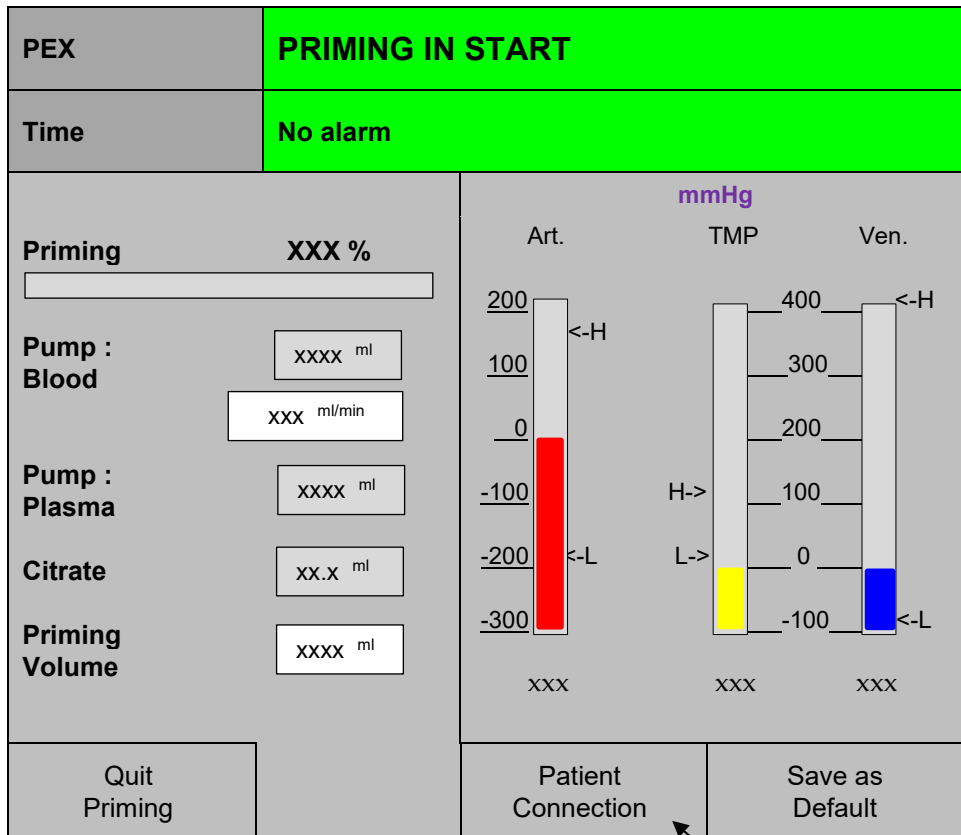 PEX
PRIMING IN START
Time
No alarm
Priming XXX %
Pump :
Blood
xxxx ml
xxx ml/min
Pump :
Plasma
xxxx ml
Citrate
xx.x ml
Priming
Volume
xxxx ml
mmHg
Art. TMP Ven.
200 400 <-H
<-H
100 300
0 200
-100 H-> 100
-200 <-L L-> 0
-300 -100 <-L
xxx xxx xxx
Quit
Priming
Patient
Connection
Save as
Default